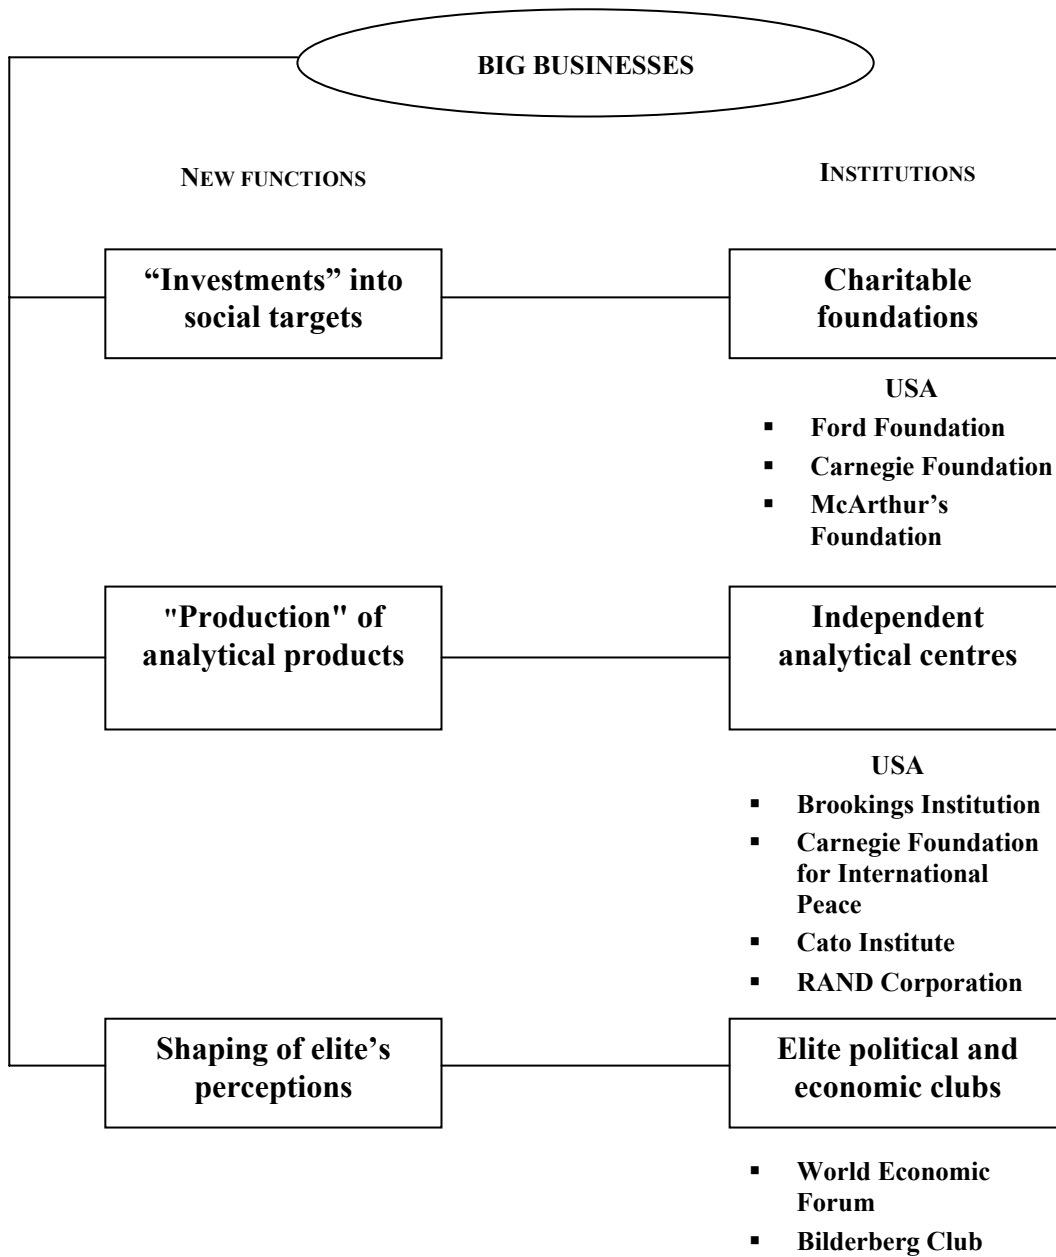 BIG BUSINESSES
NEW FUNCTIONS
INSTITUTIONS
“Investments” into
social targets
Charitable
foundations
USA
▪ Ford Foundation
▪ Carnegie Foundation
▪ McArthur’s
Foundation
"Production" of
analytical products
Independent
analytical centres
USA
▪ Brookings Institution
▪ Carnegie Foundation
for International
Peace
▪ Cato Institute
▪ RAND Corporation
Shaping of elite’s
perceptions
Elite political and
economic clubs
▪ World Economic
Forum
▪ Bilderberg Club